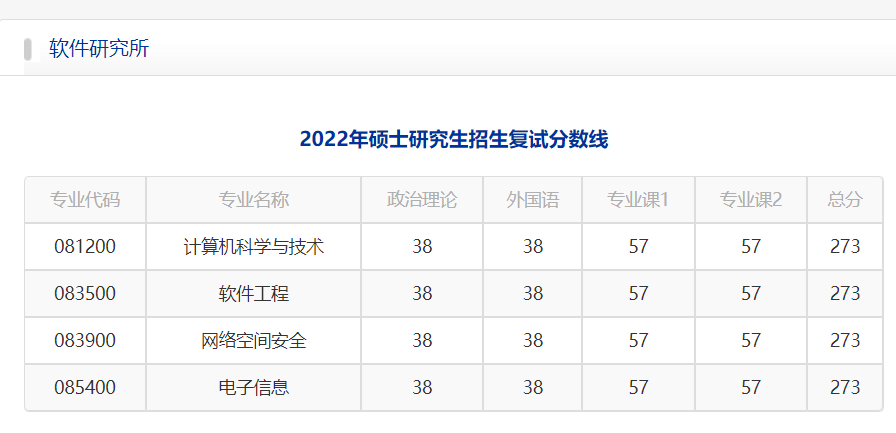 软件研究所
2022年硕士研究生招生复试分数线
专业代码 专业名称 政治理论 外国语 专业课1 专业课2 总分
081200 计算机科学与技术 38 38 57 57 273
083500 软件工程 38 38 57 57 273
083900 网络空间安全 38 38 57 57 273
085400 电子信息 38 38 57 57 273